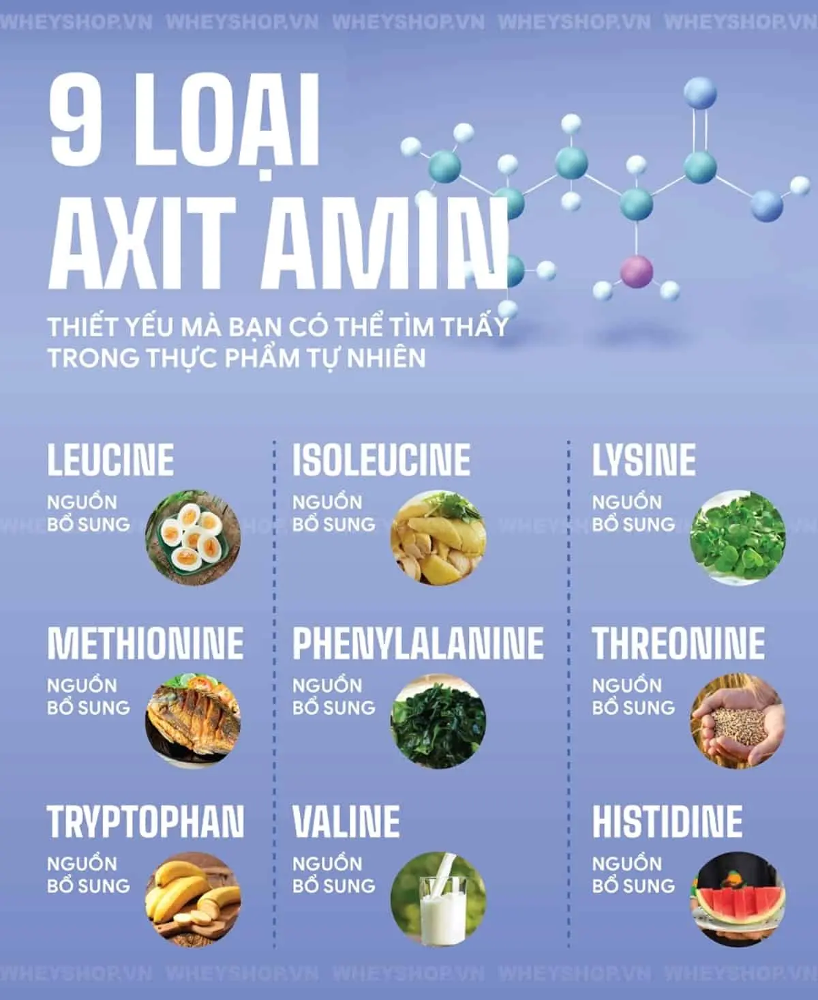 WHEYSHOP.VN WHEYSHOP.VN WHEYSHOP.VN WHEYSHOP.VN WHEYSHOP.VN
9 LOẠI
AXIT AMIN
THIẾT YẾU MÀ BẠN CÓ THỂ TÌM THẤY
TRONG THỰC PHẨM TỰ NHIÊN
LEUCINE
NGUỒN
BỔ SUNG
ISOLEUCINE
NGUỒN
BỔ SUNG
LYSINE
NGUỒN
BỔ SUNG
METHIONINE
NGUỒN
BỔ SUNG
PHENYLALANINE
NGUỒN
BỔ SUNG
THREONINE
NGUỒN
BỔ SUNG
TRYPTOPHAN
NGUỒN
BỔ SUNG
VALINE
NGUỒN
BỔ SUNG
HISTIDINE
NGUỒN
BỔ SUNG
WHEYSHOP.VN WHEYSHOP.VN WHEYSHOP.VN WHEYSHOP.VN WHEYSHOP.VN